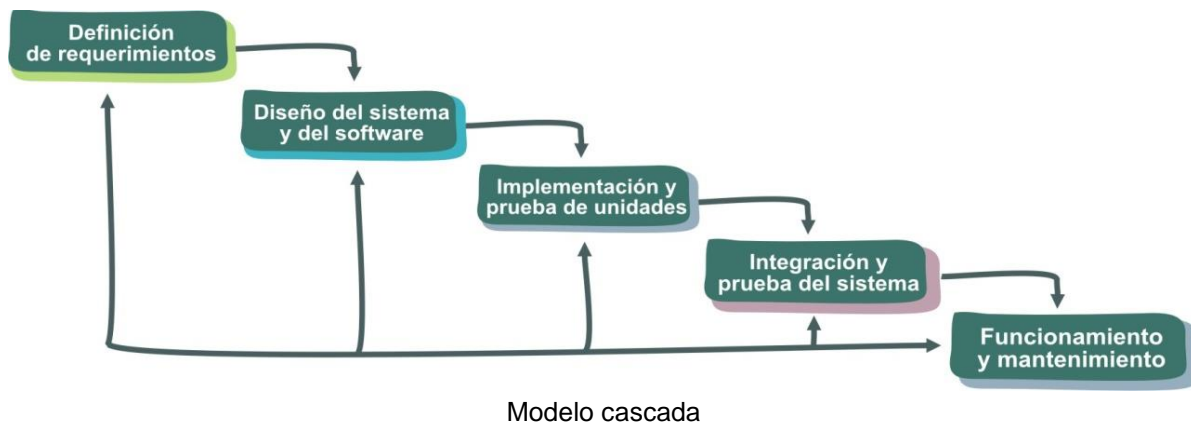 Definición
de requerimientos
Diseño del sistema
y del software
Implementación y
prueba de unidades
Integración y
prueba del sistema
Funcionamiento
y mantenimiento
Modelo cascada